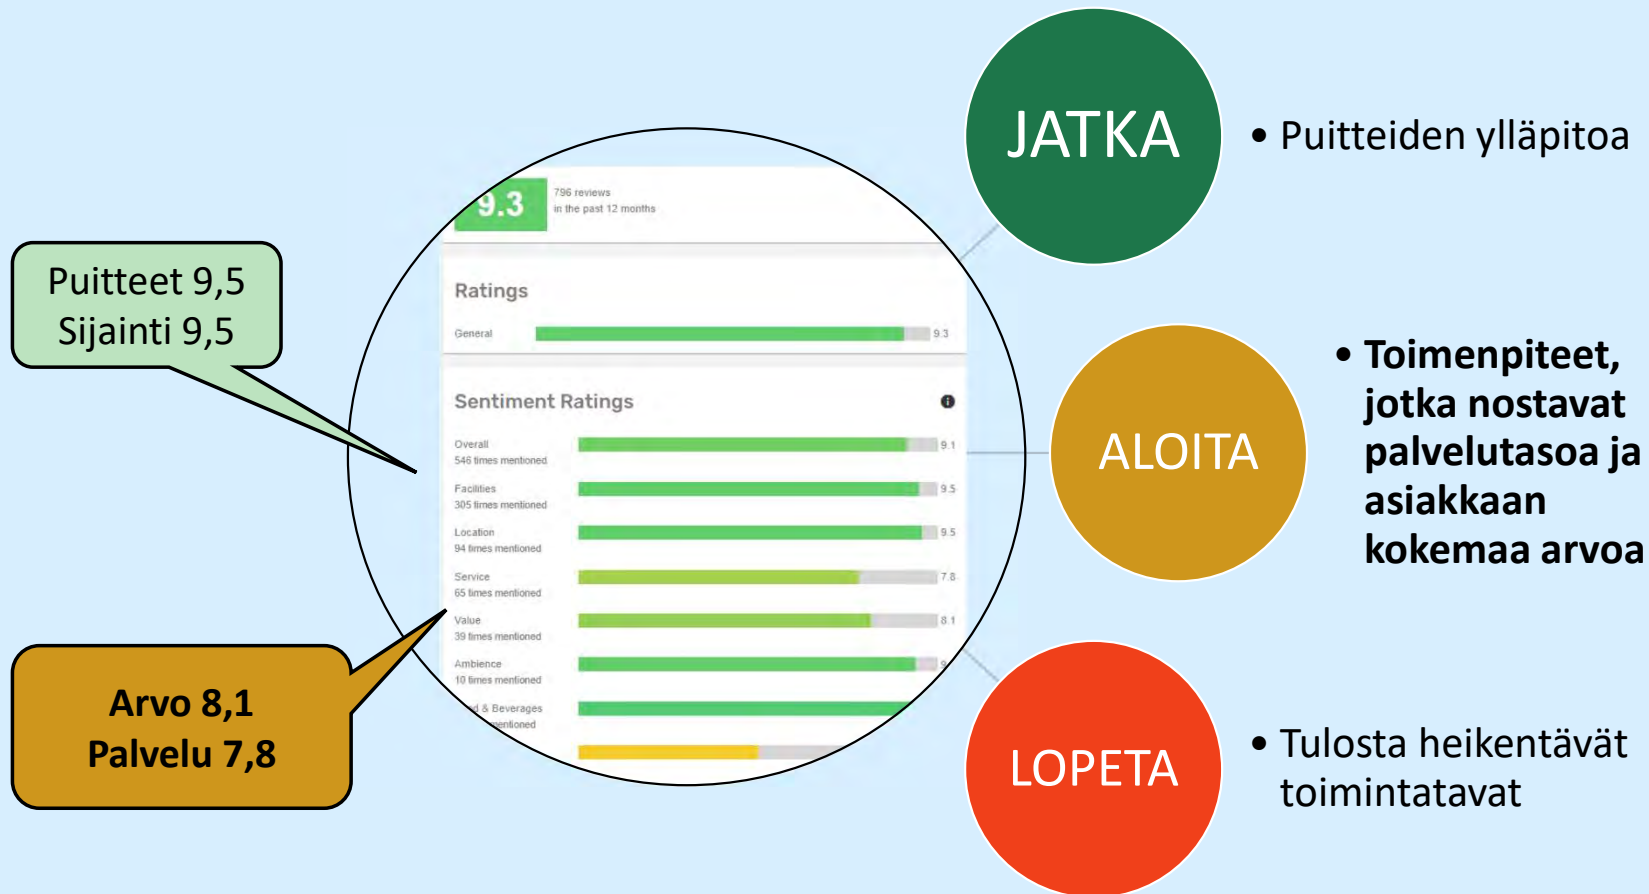 Puitteet 9,5
Sijainti 9,5
Arvo 8,1
Palvelu 7,8
9.3
796 reviews
in the past 12 months
Ratings
General 9.3
Sentiment Ratings
Overall 9.1
546 times mentioned
Facilities 9.5
305 times mentioned
Location 9.5
94 times mentioned
Service 7.8
65 times mentioned
Value 8.1
39 times mentioned
Ambience
10 times mentioned
& Beverages
mentioned
JATKA
• Puitteiden ylläpitoa
ALOITA
• Toimenpiteet,
jotka nostavat
palvelutasoa ja
asiakkaan
kokemaa arvoa
LOPETA
• Tulosta heikentävät
toimintatavat